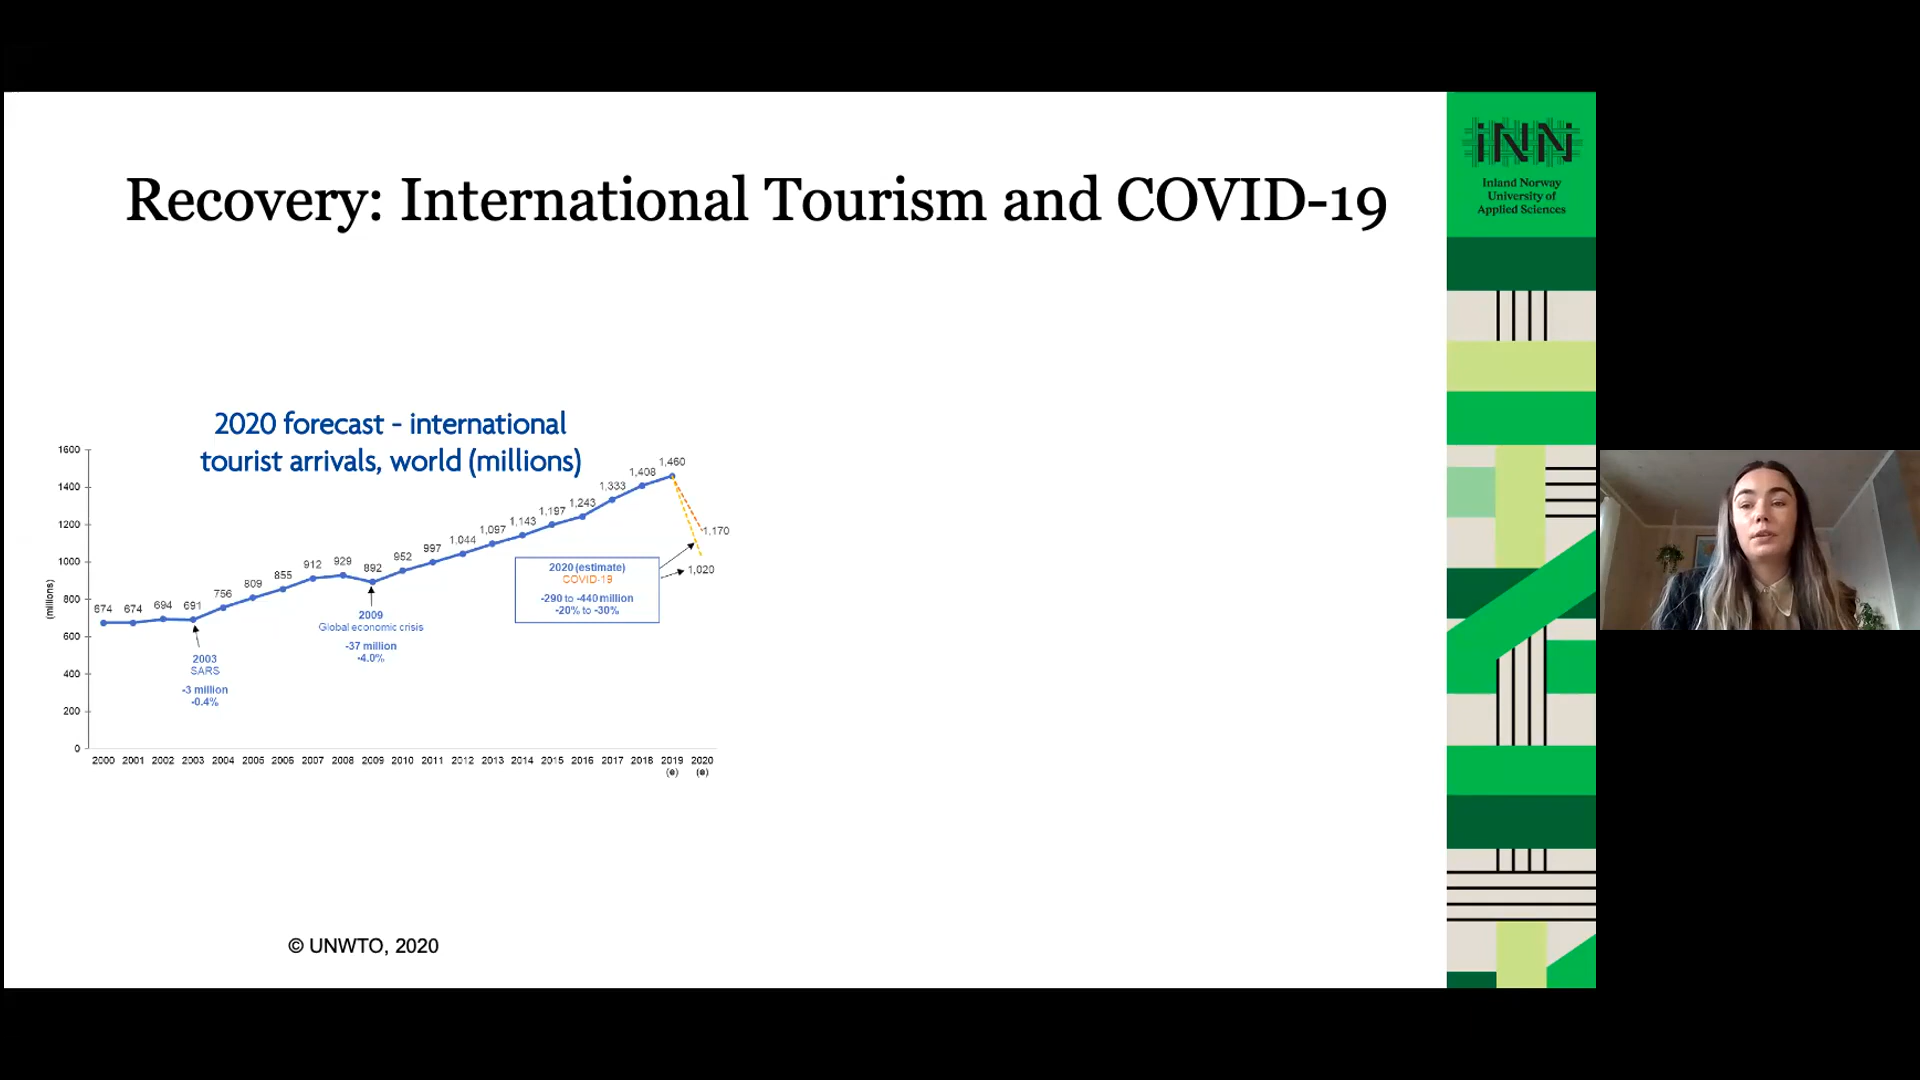 Recovery: International Tourism and COVID-19
iNN
Inland Norway
University of
Applied Sciences
2020 forecast - international
tourist arrivals, world (millions)
1600
1400
1200
1000
800
600
400
200
0
(millions)
674
674
694
691
756
809
855
912
929
892
952
997
1,044
1,097
1,143
1,197
1,243
1,333
1,408
1,460
1,170
1,020
2003
SARS
-3 million
-0.4%
2009
Global economic crisis
-37 million
-4.0%
2020 (estimate)
COVID-19
-290 to -440 million
-20% to -30%
2000 2001 2002 2003 2004 2005 2006 2007 2008 2009 2010 2011 2012 2013 2014 2015 2016 2017 2018 2019 2020
(e) (e)
© UNWTO, 2020